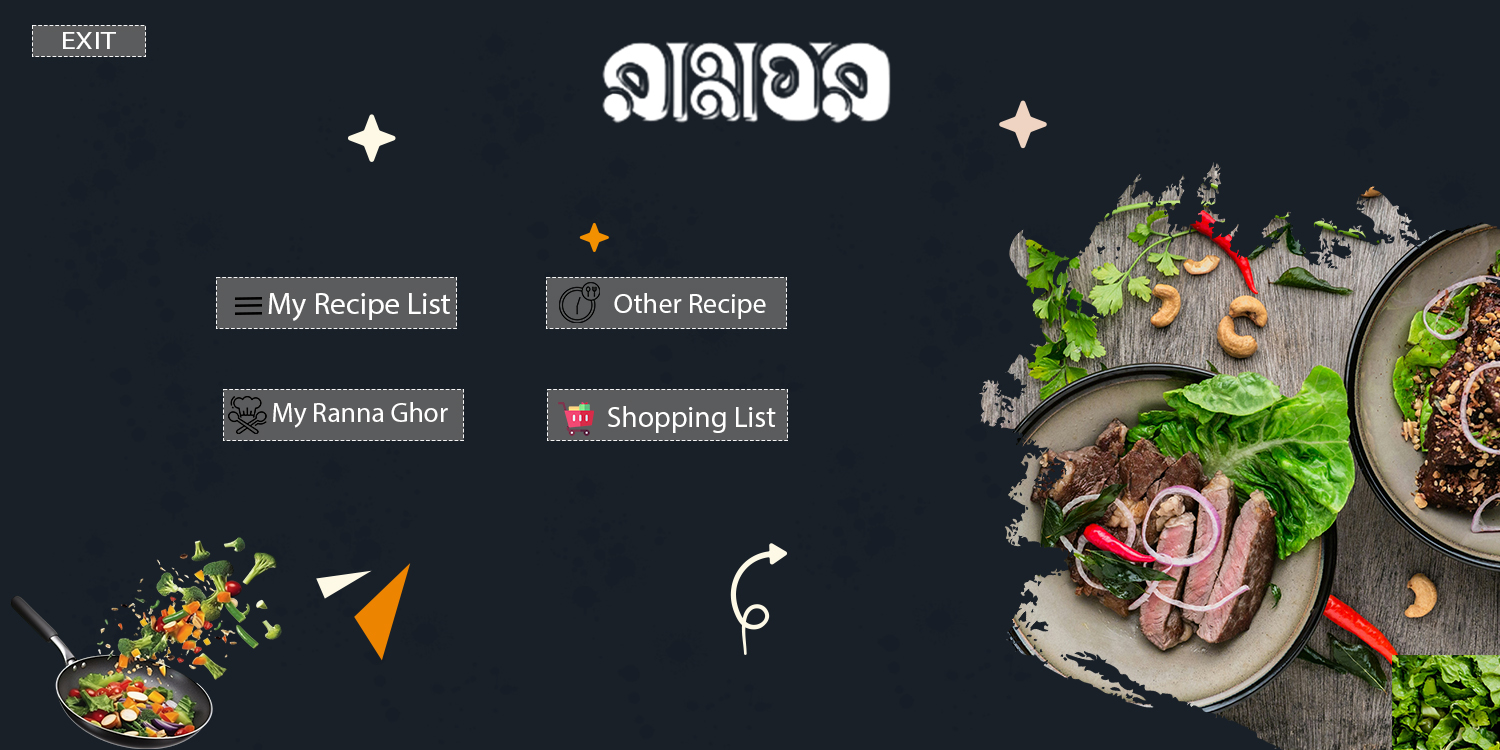 EXIT
রান্নাঘর
My Recipe List
Other Recipe
My Ranna Ghor
Shopping List